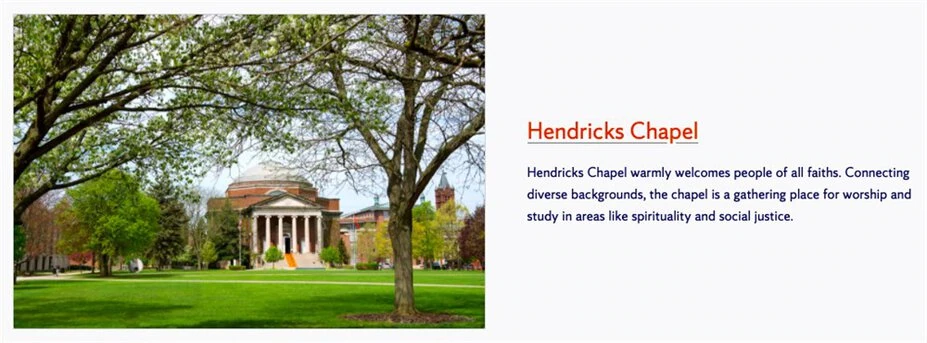 Hendricks Chapel
Hendricks Chapel warmly welcomes people of all faiths. Connecting
diverse backgrounds, the chapel is a gathering place for worship and
study in areas like spirituality and social justice.